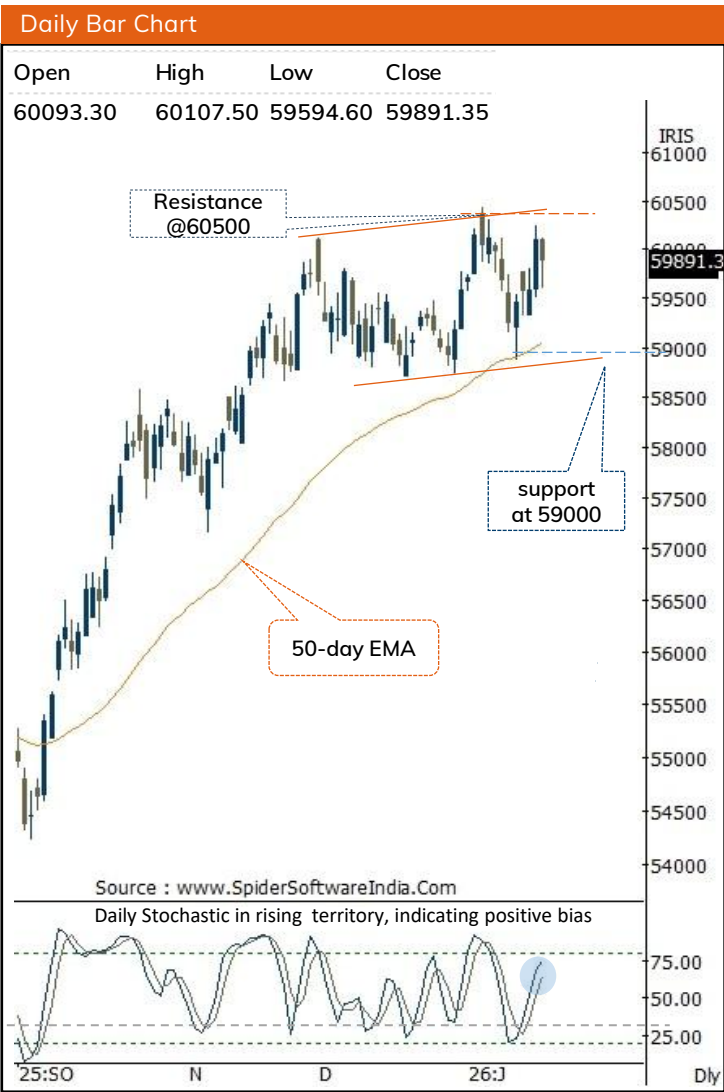 Daily Bar Chart
Open High Low Close
60093.30 60107.50 59594.60 59891.35
IRIS
61000
Resistance
@60500
60500
60000
59891.3
59500
59000
58500
58000
support
at 59000
57500
57000
56500
50-day EMA
56000
55500
55000
54500
54000
Source : www.SpiderSoftwareIndia.Com
Daily Stochastic in rising territory, indicating positive bias
75.00
50.00
25.00
25:SO N D 26:J Dly